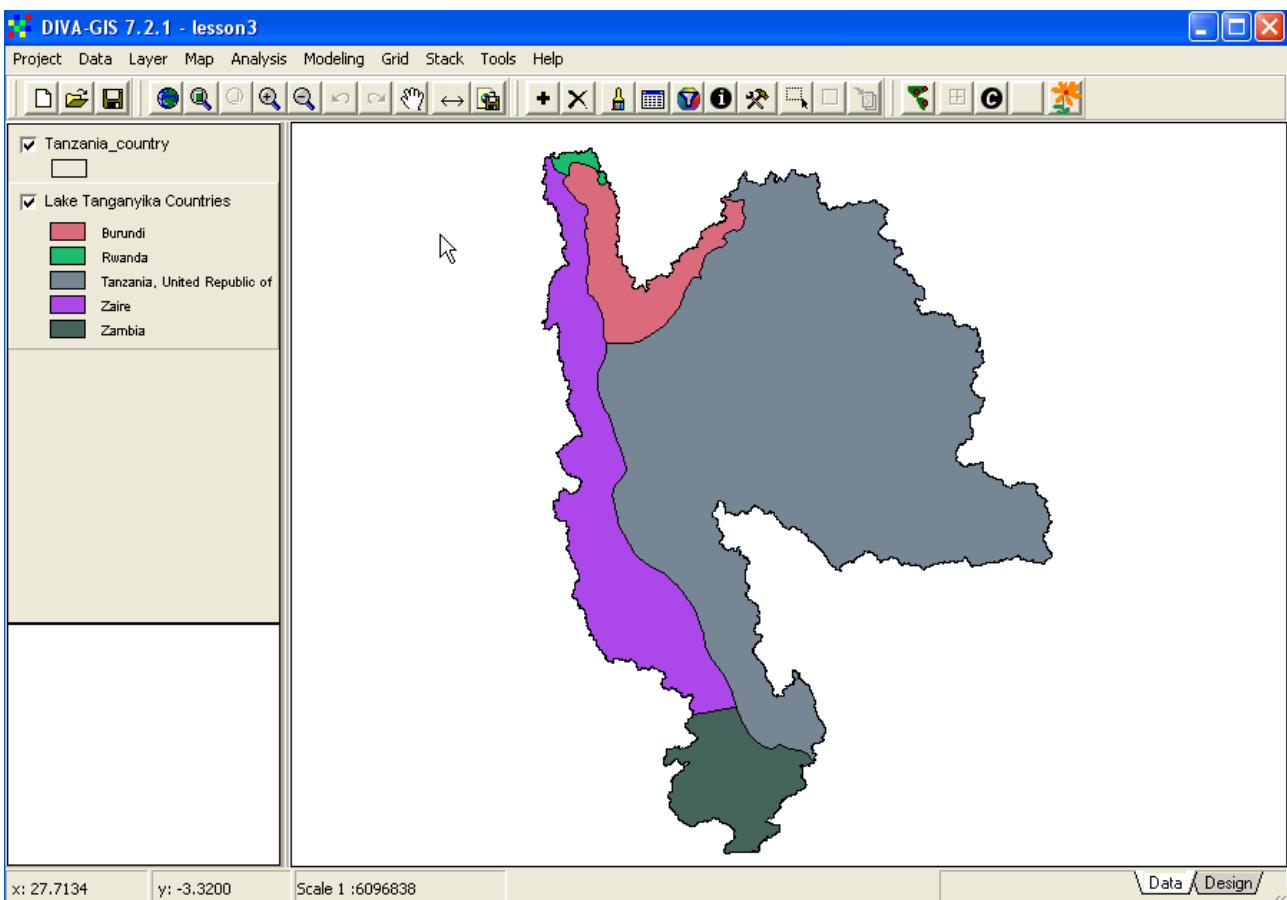 DIVA-GIS 7.2.1 - lesson3
Project Data Layer Map Analysis Modeling Grid Stack Tools Help
Tanzania_country
Lake Tanganyika Countries
Burundi
Rwanda
Tanzania, United Republic of
Zaire
Zambia
x: 27.7134 y: -3.3200 Scale 1 :6096838 Data Design